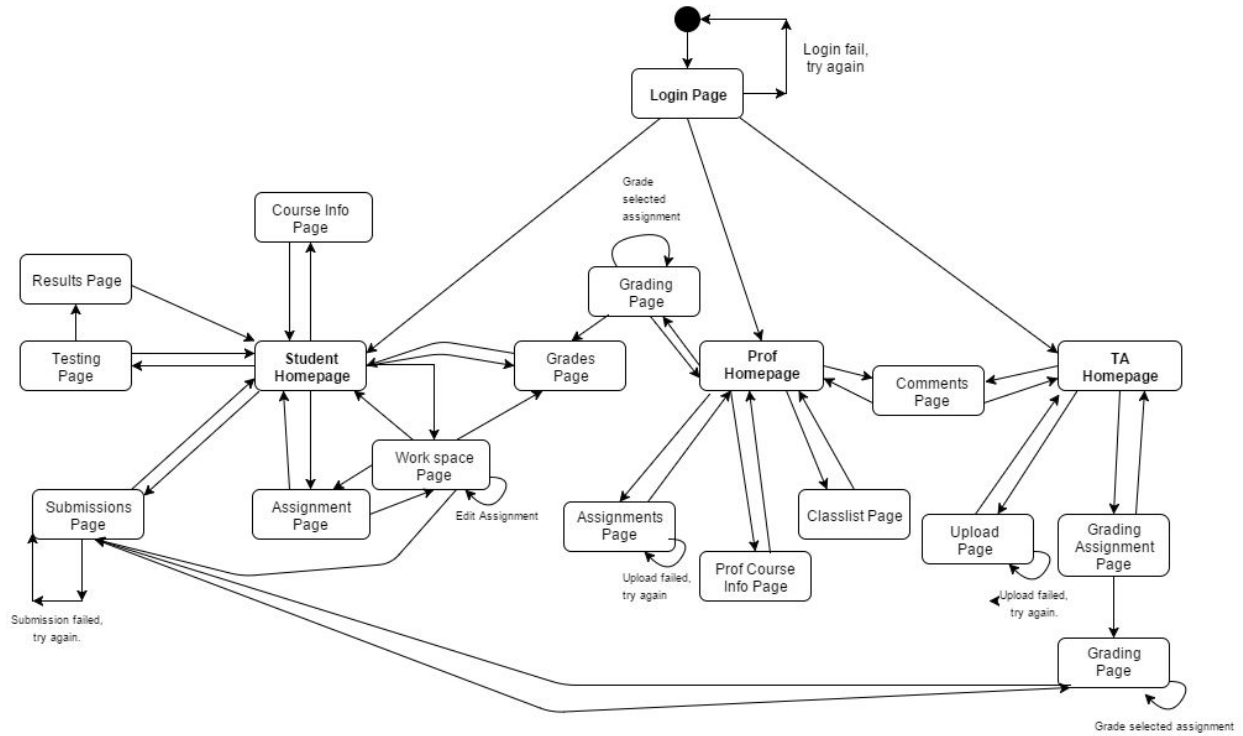 Login fail,
try again
Login Page
Grade
selected
assignment
Course Info
Page
Results Page
Grading
Page
Testing
Page
Student
Homepage
Grades
Page
Prof
Homepage
Comments
Page
TA
Homepage
Work space
Page
Edit Assignment
Submissions
Page
Assignment
Page
Assignments
Page
Classlist Page
Upload
Page
Grading
Assignment
Page
Prof Course
Info Page
Upload failed,
try again
Upload failed,
try again.
Submission failed,
try again.
Grading
Page
Grade selected assignment